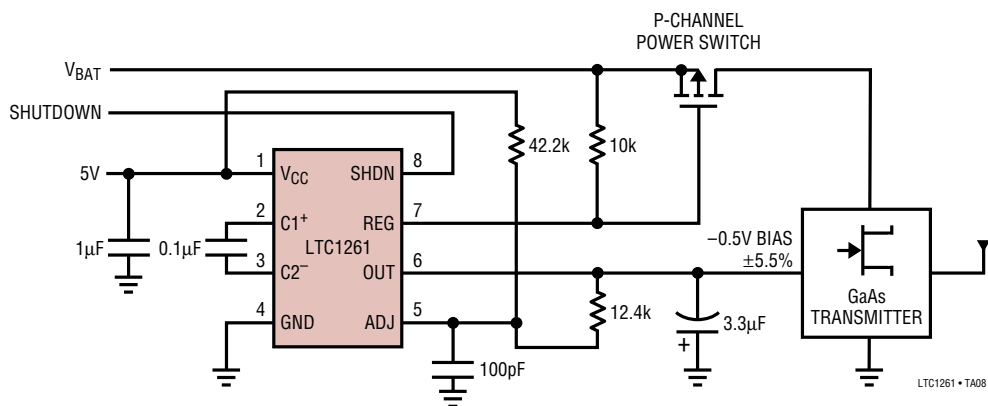 P-CHANNEL
POWER SWITCH
VBAT
SHUTDOWN
42.2k
10k
5V
1
VCC
SHDN
8
2
C1+
REG
7
1µF
0.1µF
LTC1261
3
C2–
OUT
6
–0.5V BIAS
±5.5%
4
GND
ADJ
5
12.4k
3.3µF
+
100pF
GaAs
TRANSMITTER
LTC1261 • TA08